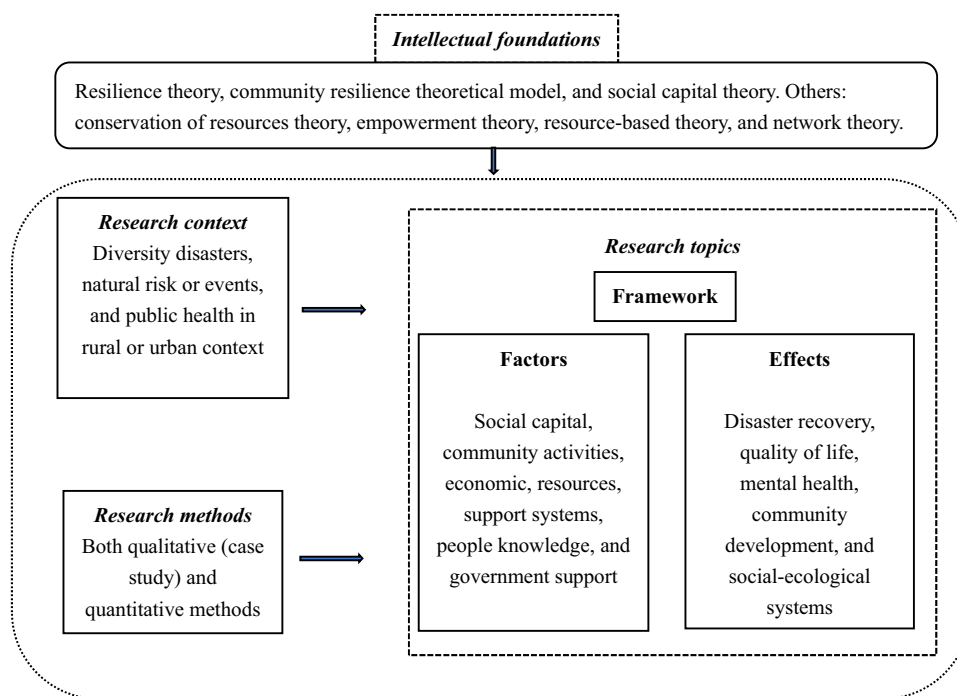 Intellectual foundations
Resilience theory, community resilience theoretical model, and social capital theory. Others:
conservation of resources theory, empowerment theory, resource-based theory, and network theory.
Research context
Diversity disasters,
natural risk or events,
and public health in
rural or urban context
Research methods
Both qualitative (case
study) and
quantitative methods
Research topics
Framework
Factors
Social capital,
community activities,
economic, resources,
support systems,
people knowledge, and
government support
Effects
Disaster recovery,
quality of life,
mental health,
community
development, and
social-ecological
systems